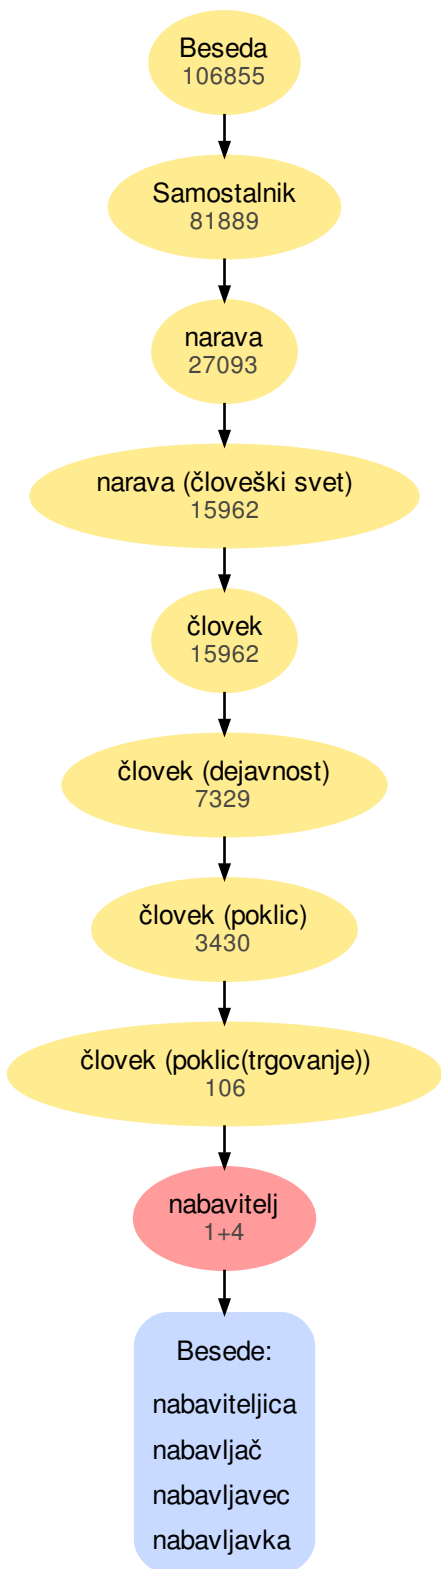 Beseda
106855
Samostalnik
81889
narava
27093
narava (človeški svet)
15962
človek
15962
človek (dejavnost)
7329
človek (poklic)
3430
človek (poklic(trgovanje))
106
nabavitelj
1+4
Besede:
nabaviteljica
nabavljač
nabavljavec
nabavljavka